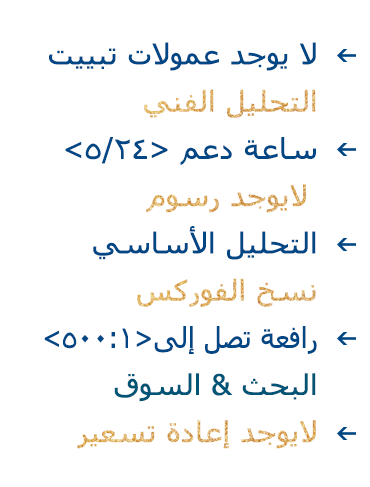 ← لا يوجد عمولات تبييت
التحليل الفني
← ساعة دعم <٥/٢٤>
لايوجد رسوم
← التحليل الأساسي
نسخ الفوركس
← رافعة تصل إلى<٥٠٠:١>
البحث & السوق
← لايوجد إعادة تسعير